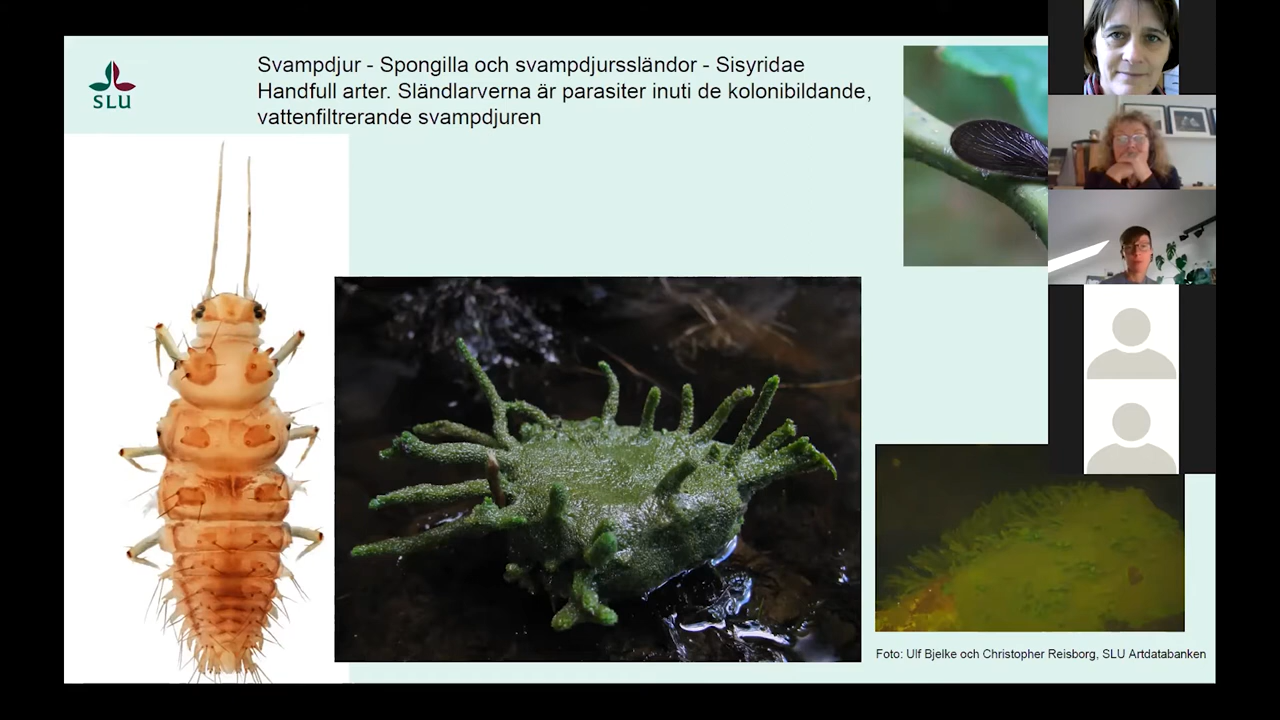 SLU
Svampdjur - Spongilla och svampdjurssländor - Sisyridae
Handfull arter. Sländlarverna är parasiter inuti de kolonibildande,
vattenfiltrerande svampdjuren
Foto: Ulf Bjelke och Christopher Reisborg, SLU Artdatabanken